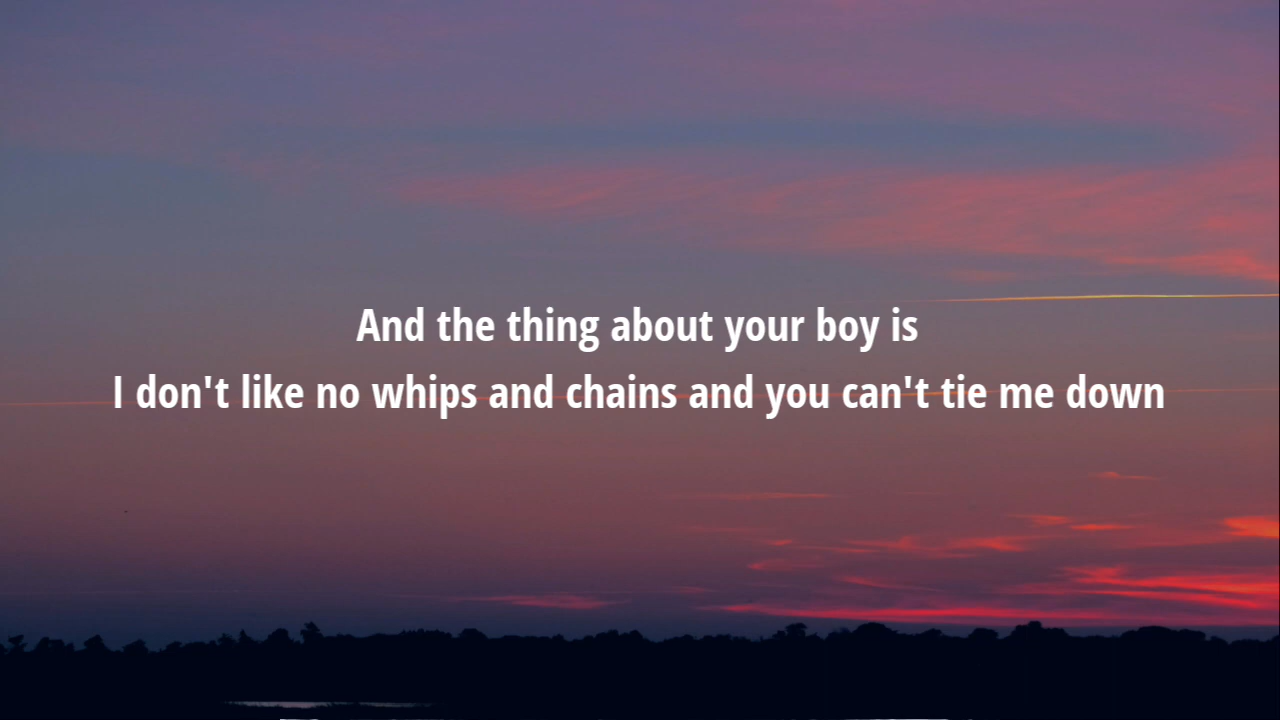 And the thing about your boy is
I don't like no whips and chains and you can't tie me down